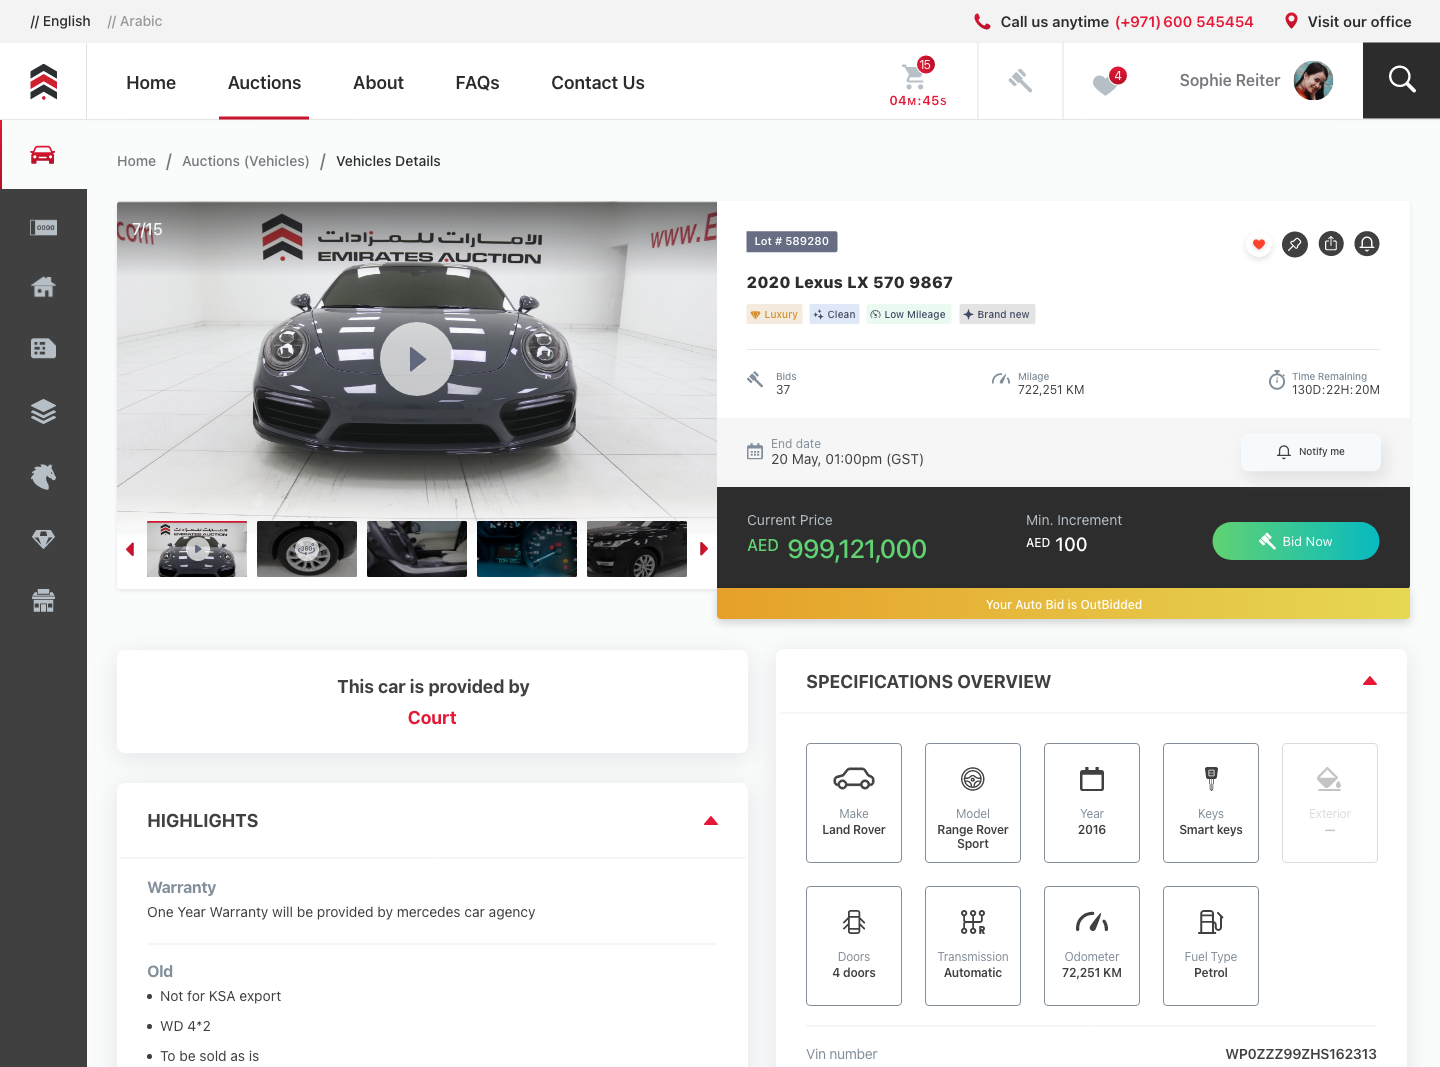 // English
// Arabic
Call us anytime (+971) 600 545454
Visit our office
Home
Auctions
About
FAQs
Contact Us
15
04M:45S
4
Sophie Reiter
0000
Home / Auctions (Vehicles) / Vehicles Details
7/15
الامارات للمزادات
EMIRATES AUCTION
www.E
.com
الامارات للمزادات
EMIRATES AUCTION
360°
Lot # 589280
2020 Lexus LX 570 9867
Luxury
Clean
Low Mileage
Brand new
Bids
37
Milage
722,251 KM
Time Remaining
130D:22H:20M
End date
20 May, 01:00pm (GST)
Notify me
Current Price
AED 999,121,000
Min. Increment
AED 100
Bid Now
Your Auto Bid is OutBidded
This car is provided by
Court
HIGHLIGHTS
Warranty
One Year Warranty will be provided by mercedes car agency
Old
• Not for KSA export
• WD 4*2
• To be sold as is
SPECIFICATIONS OVERVIEW
Make
Land Rover
Model
Range Rover
Sport
Year
2016
Keys
Smart keys
Exterior
—
Doors
4 doors
R
Transmission
Automatic
Odometer
72,251 KM
Fuel Type
Petrol
Vin number
WP0ZZZ99ZHS162313